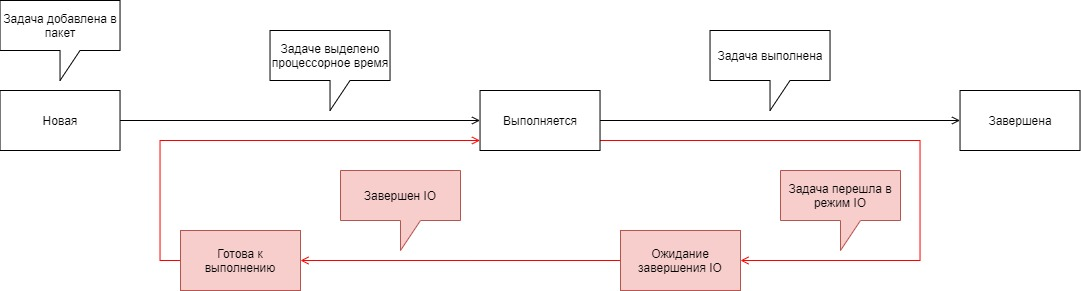 Задача добавлена в
пакет
Задаче выделено
процессорное время
Задача выполнена
Новая
Выполняется
Завершена
Завершен IO
Задача перешла в
режим IO
Готова к
выполнению
Ожидание
завершения IO